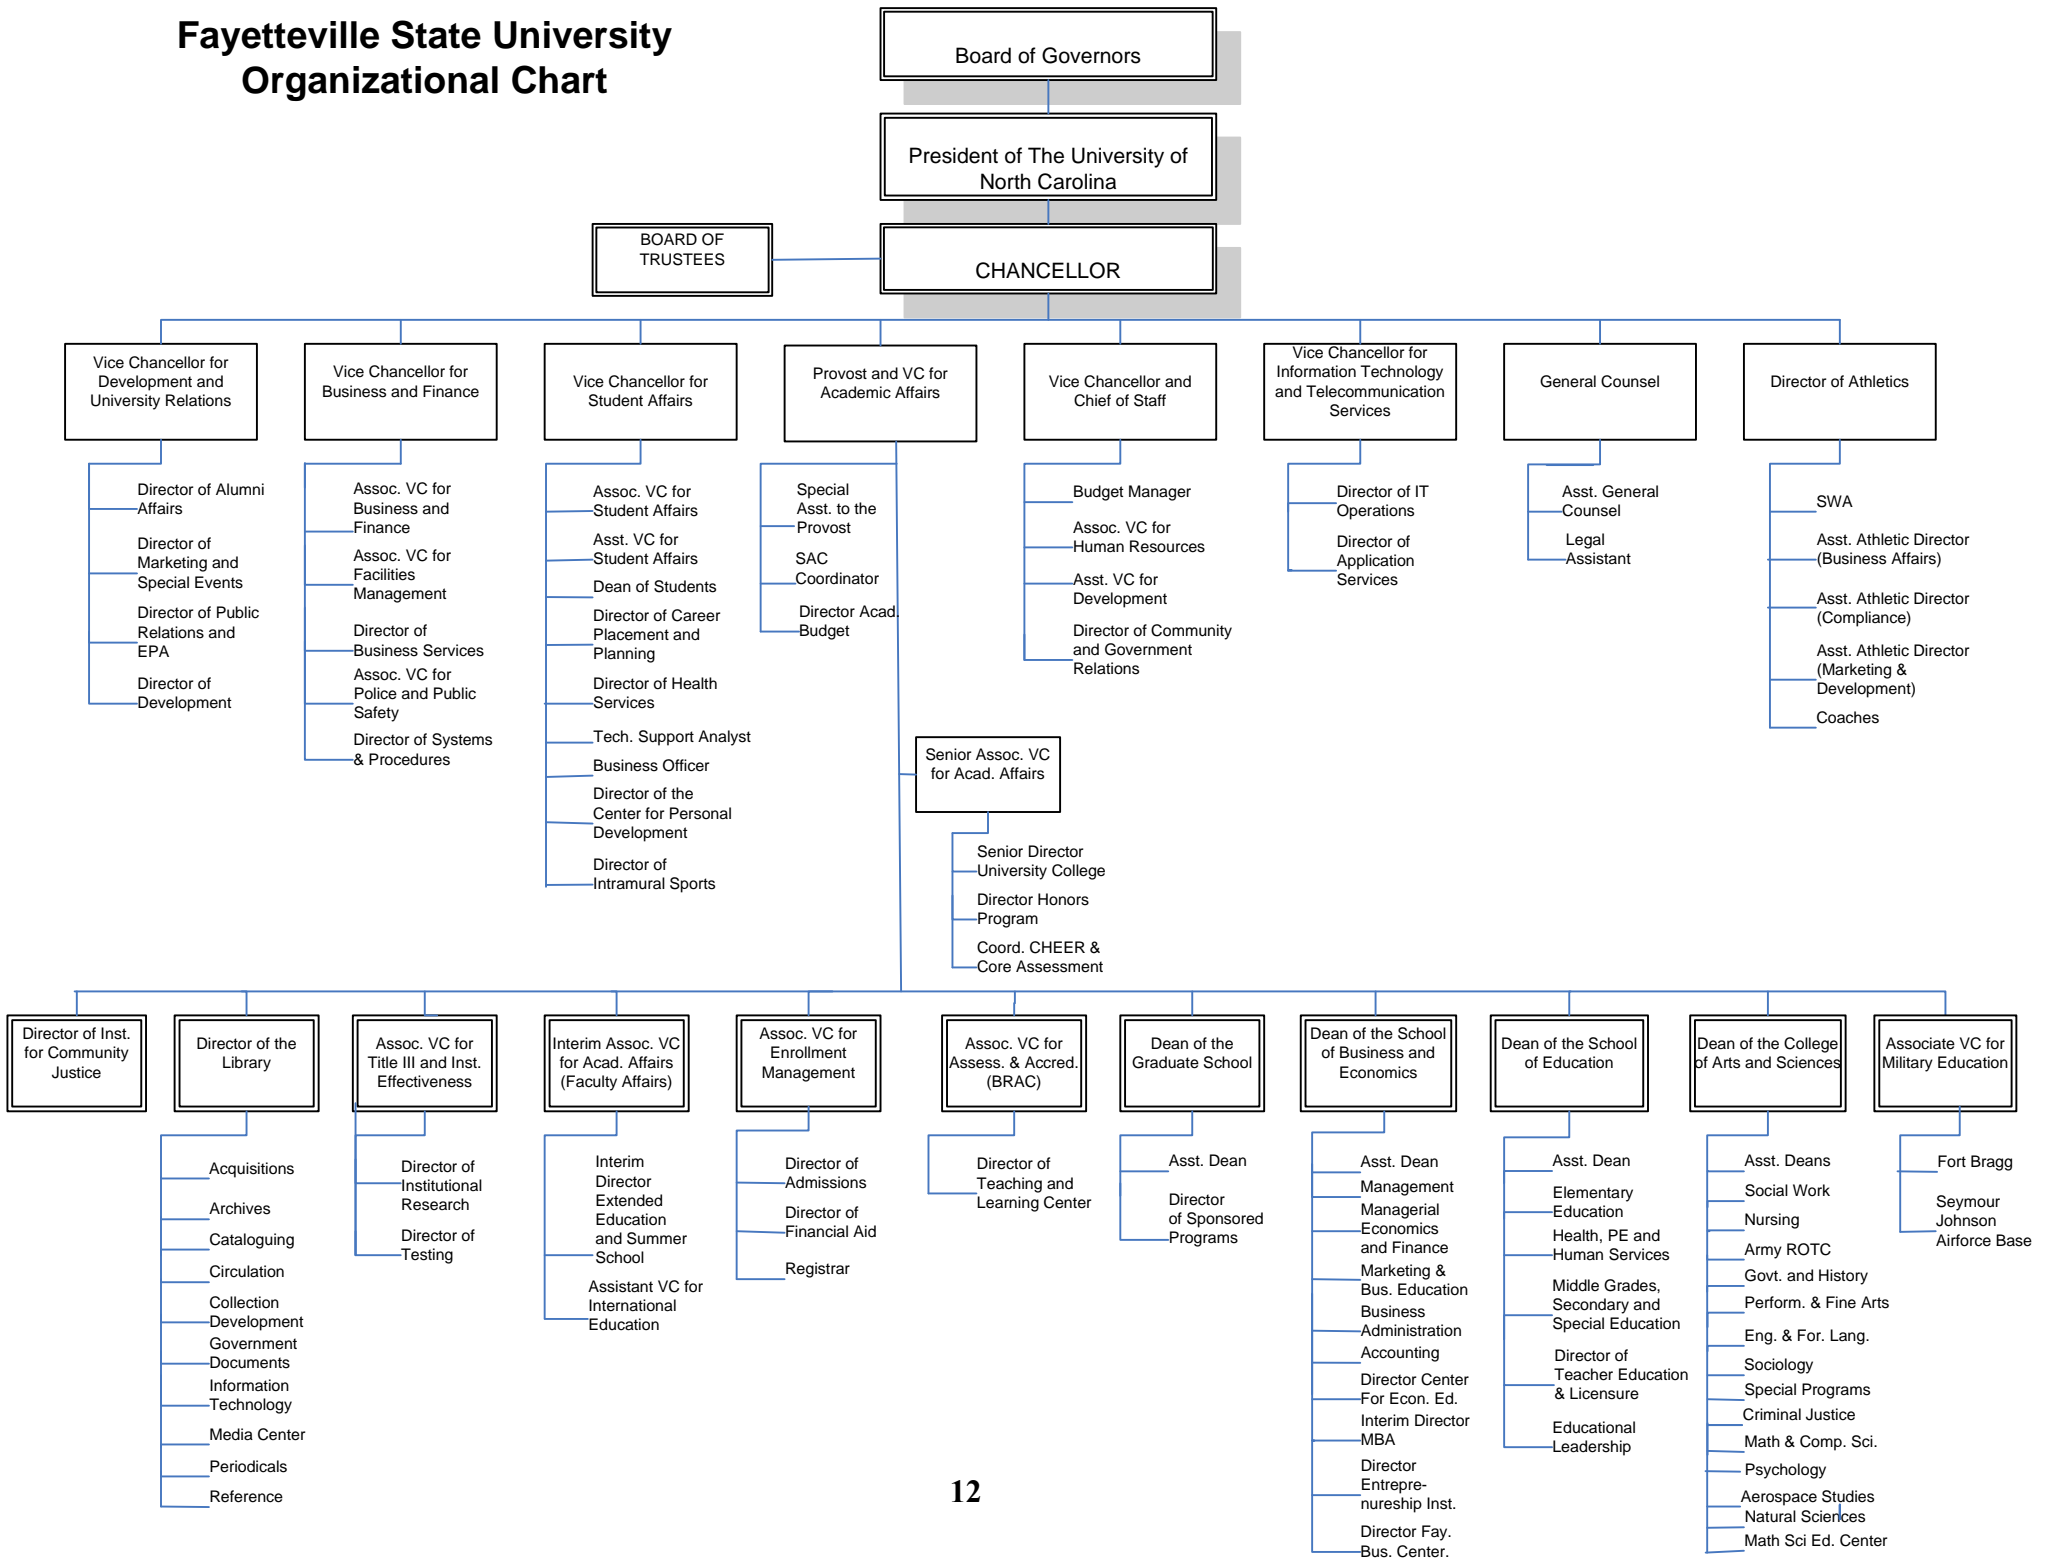 Fayetteville State University
Organizational Chart
Board of Governors
President of The University of
North Carolina
BOARD OF
TRUSTEES
CHANCELLOR
Vice Chancellor for
Development and
University Relations
Director of Alumni
Affairs
Director of
Marketing and
Special Events
Director of Public
Relations and
EPA
Director of
Development
Vice Chancellor for
Business and Finance
Assoc. VC for
Business and
Finance
Assoc. VC for
Facilities
Management
Director of
Business Services
Assoc. VC for
Police and Public
Safety
Director of Systems
& Procedures
Vice Chancellor for
Student Affairs
Assoc. VC for
Student Affairs
Asst. VC for
Student Affairs
Dean of Students
Director of Career
Placement and
Planning
Director of Health
Services
Tech. Support Analyst
Business Officer
Director of the
Center for Personal
Development
Director of
Intramural Sports
Provost and VC for
Academic Affairs
Special
Asst. to the
Provost
SAC
Coordinator
Director Acad.
Budget
Vice Chancellor and
Chief of Staff
Budget Manager
Assoc. VC for
Human Resources
Asst. VC for
Development
Director of Community
and Government
Relations
Vice Chancellor for
Information Technology
and Telecommunication
Services
Director of IT
Operations
Director of
Application
Services
General Counsel
Asst. General
Counsel
Legal
Assistant
Director of Athletics
SWA
Asst. Athletic Director
(Business Affairs)
Asst. Athletic Director
(Compliance)
Asst. Athletic Director
(Marketing &
Development)
Coaches
Senior Assoc. VC
for Acad. Affairs
Senior Director
University College
Director Honors
Program
Coord. CHEER &
Core Assessment
Director of Inst.
for Community
Justice
Director of the
Library
Acquisitions
Archives
Cataloguing
Circulation
Collection
Development
Government
Documents
Information
Technology
Media Center
Periodicals
Reference
Assoc. VC for
Title III and Inst.
Effectiveness
Director of
Institutional
Research
Director of
Testing
Interim Assoc. VC
for Acad. Affairs
(Faculty Affairs)
Interim
Director
Extended
Education
and Summer
School
Assistant VC for
International
Education
Assoc. VC for
Enrollment
Management
Director of
Admissions
Director of
Financial Aid
Registrar
Assoc. VC for
Assess. & Accred.
(BRAC)
Director of
Teaching and
Learning Center
Dean of the
Graduate School
Asst. Dean
Director
of Sponsored
Programs
Dean of the School
of Business and
Economics
Asst. Dean
Management
Managerial
Economics
and Finance
Marketing &
Bus. Education
Business
Administration
Accounting
Director Center
For Econ. Ed.
Interim Director
MBA
Director
Entrepre-
nureship Inst.
Director Fay.
Bus. Center.
Dean of the School
of Education
Asst. Dean
Elementary
Education
Health, PE and
Human Services
Middle Grades,
Secondary and
Special Education
Director of
Teacher Education
& Licensure
Educational
Leadership
Dean of the College
of Arts and Sciences
Asst. Deans
Social Work
Nursing
Army ROTC
Govt. and History
Perform. & Fine Arts
Eng. & For. Lang.
Sociology
Special Programs
Criminal Justice
Math & Comp. Sci.
Psychology
Aerospace Studies
Natural Sciences
Math Sci Ed. Center
Associate VC for
Military Education
Fort Bragg
Seymour
Johnson
Airforce Base
12